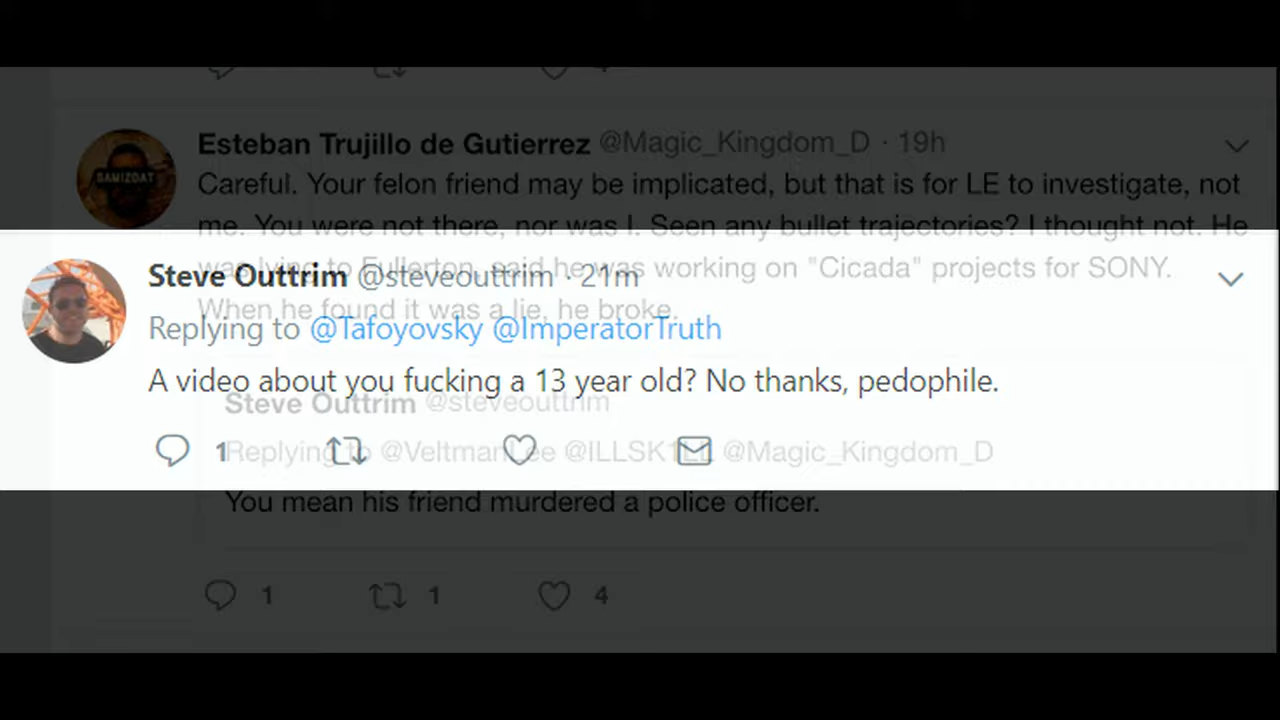 Esteban Trujillo de Gutierrez @Magic_Kingdom_D · 19h
SAMIZDAT
Careful. Your felon friend may be implicated, but that is for LE to investigate, not
me. You were not there, nor was I. Seen any bullet trajectories? I thought not. He
was lying to Fullerton, said he was working on "Cicada" projects for SONY.
When he found it was a lie, he broke.
Steve Outtrim @steveouttrim · 21m
Replying to @Tafoyovsky @ImperatorTruth
A video about you fucking a 13 year old? No thanks, pedophile.
1
Steve Outtrim @steveouttrim
Replying to @VeltmanLee @ILLSK1LL @Magic_Kingdom_D
You mean his friend murdered a police officer.
1 1 4